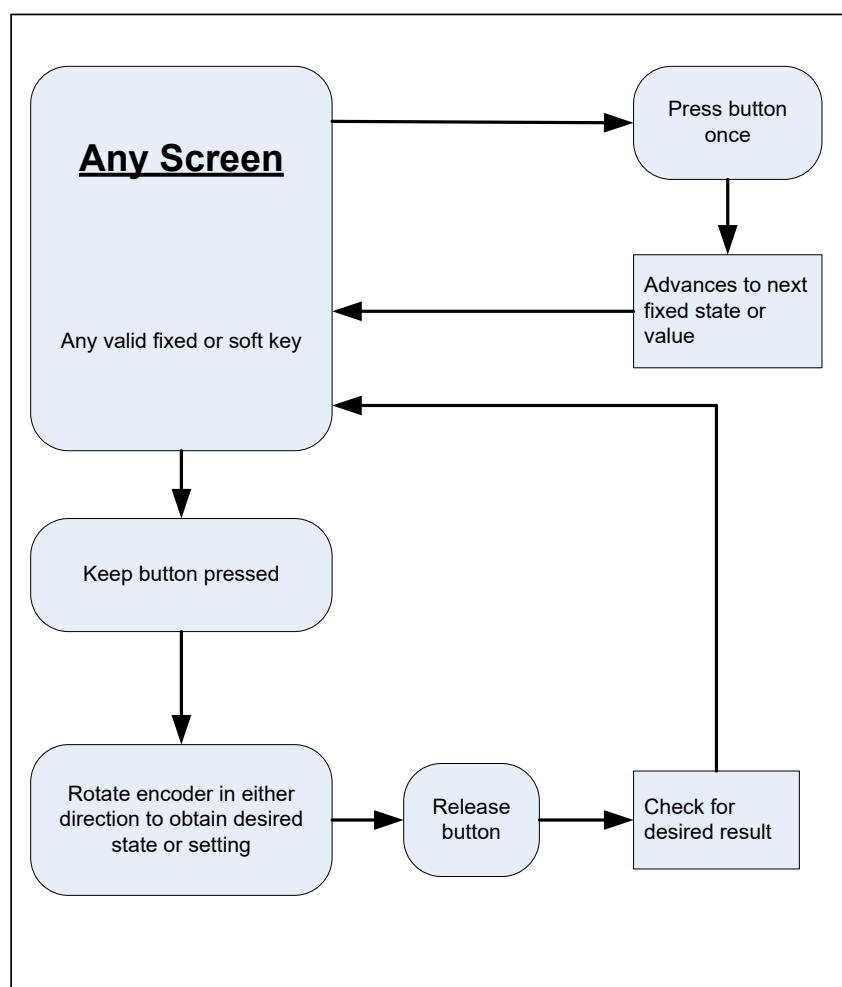 Any Screen
Any valid fixed or soft key
Press button
once
Advances to next
fixed state or
value
Keep button pressed
Rotate encoder in either
direction to obtain desired
state or setting
Release
button
Check for
desired result